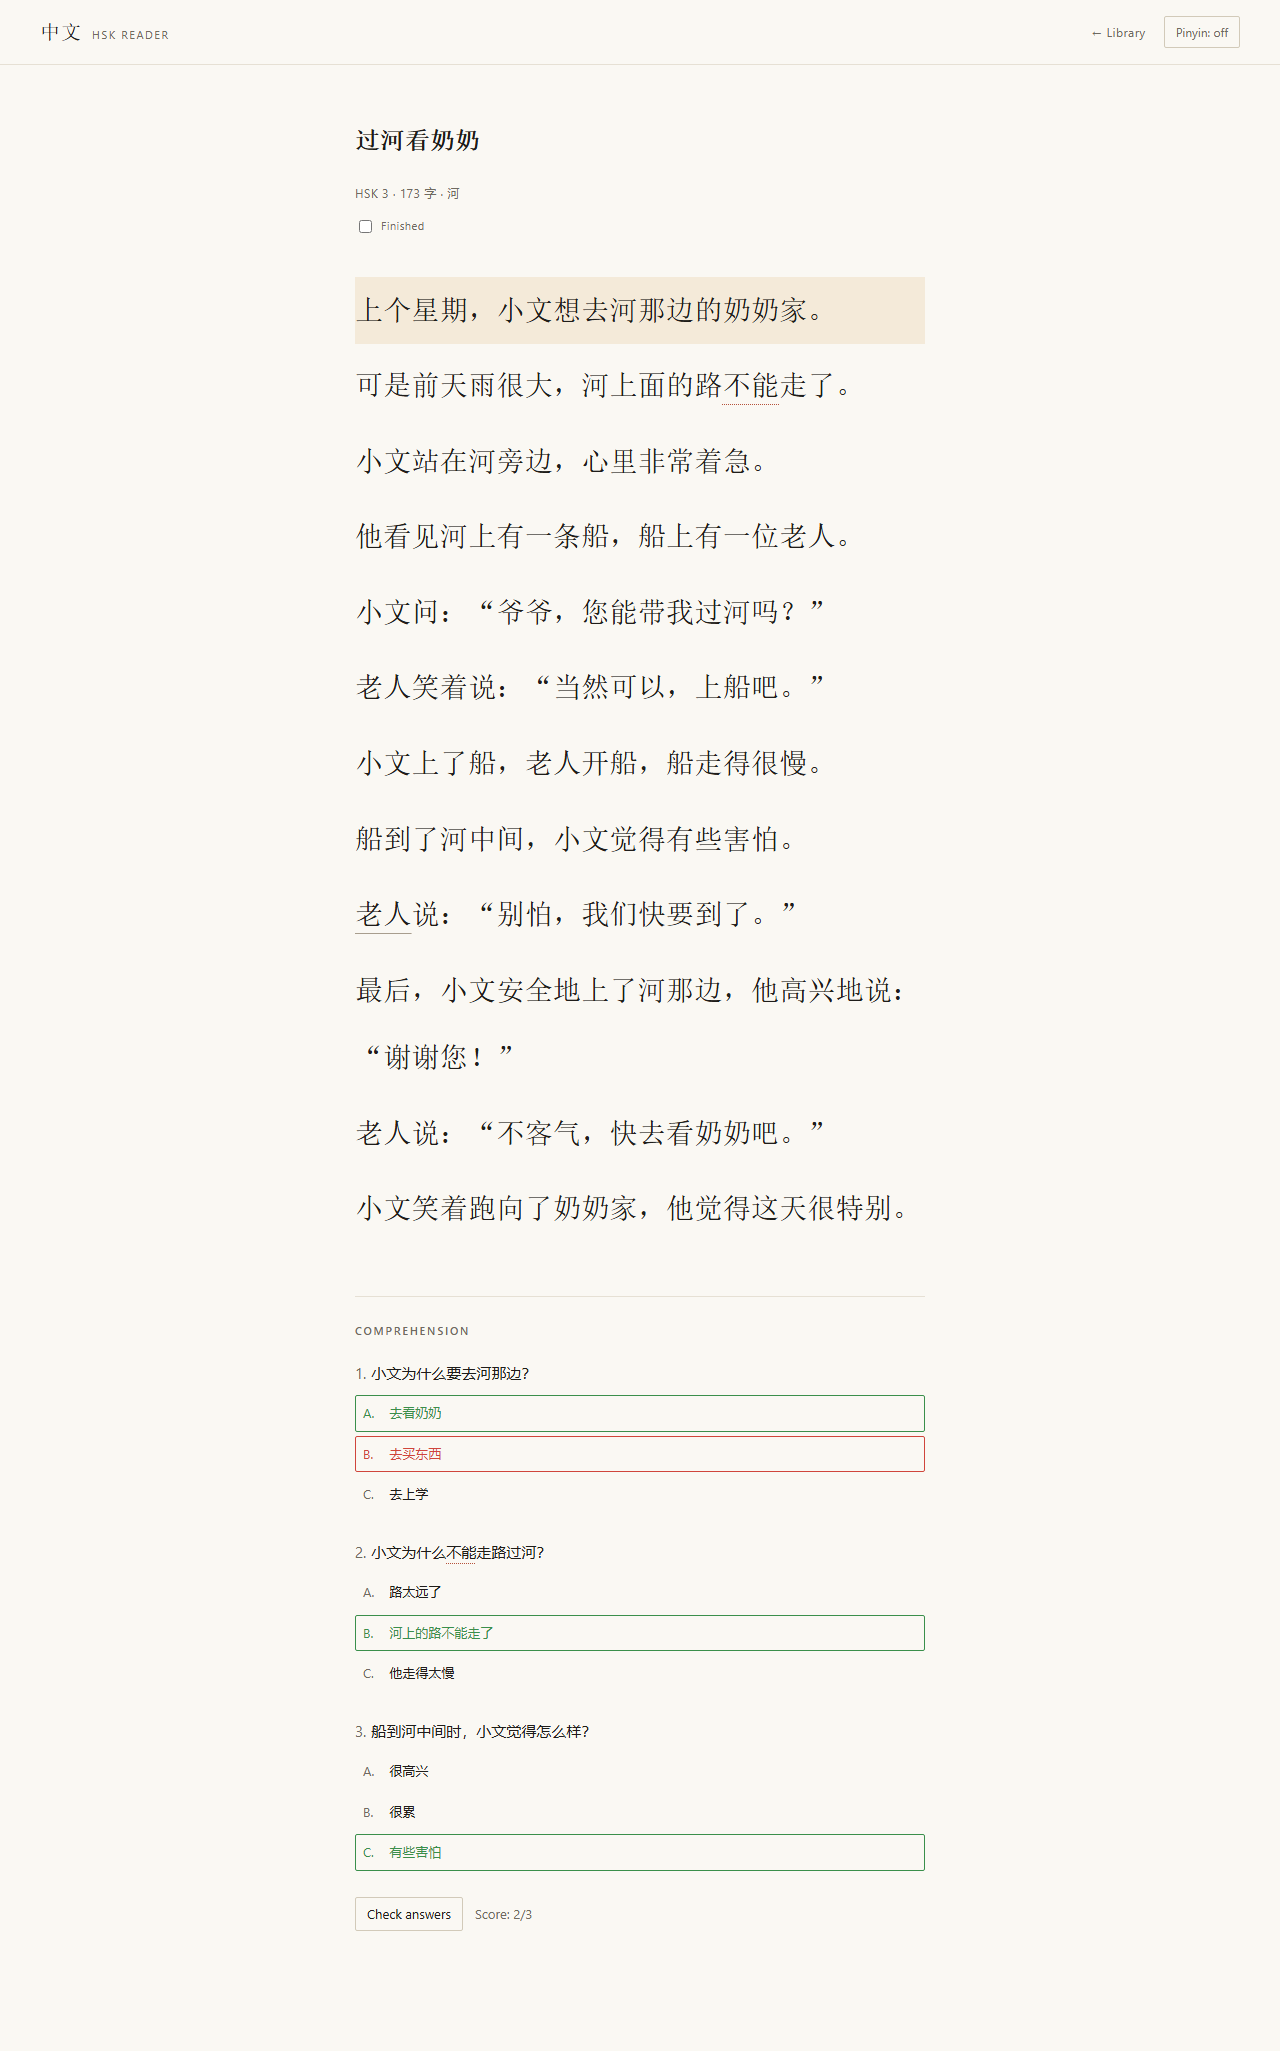 中文 HSK READER
← Library
Pinyin: off
过河看奶奶
HSK 3 · 173 字 · 河
Finished
上个星期，小文想去河那边的奶奶家。
可是前天雨很大，河上面的路不能走了。
小文站在河旁边，心里非常着急。
他看见河上有一条船，船上有一位老人。
小文问：“爷爷，您能带我过河吗？”
老人笑着说：“当然可以，上船吧。”
小文上了船，老人开船，船走得很慢。
船到了河中间，小文觉得有些害怕。
老人说：“别怕，我们快要到了。”
最后，小文安全地上了河那边，他高兴地说：
“谢谢您！”
老人说：“不客气，快去看奶奶吧。”
小文笑着跑向了奶奶家，他觉得这天很特别。
COMPREHENSION
1. 小文为什么要去河那边？
A. 去看奶奶
B. 去买东西
C. 去上学
2. 小文为什么不能走路过河？
A. 路太远了
B. 河上的路不能走了
C. 他走得太慢
3. 船到河中间时，小文觉得怎么样？
A. 很高兴
B. 很累
C. 有些害怕
Check answers
Score: 2/3